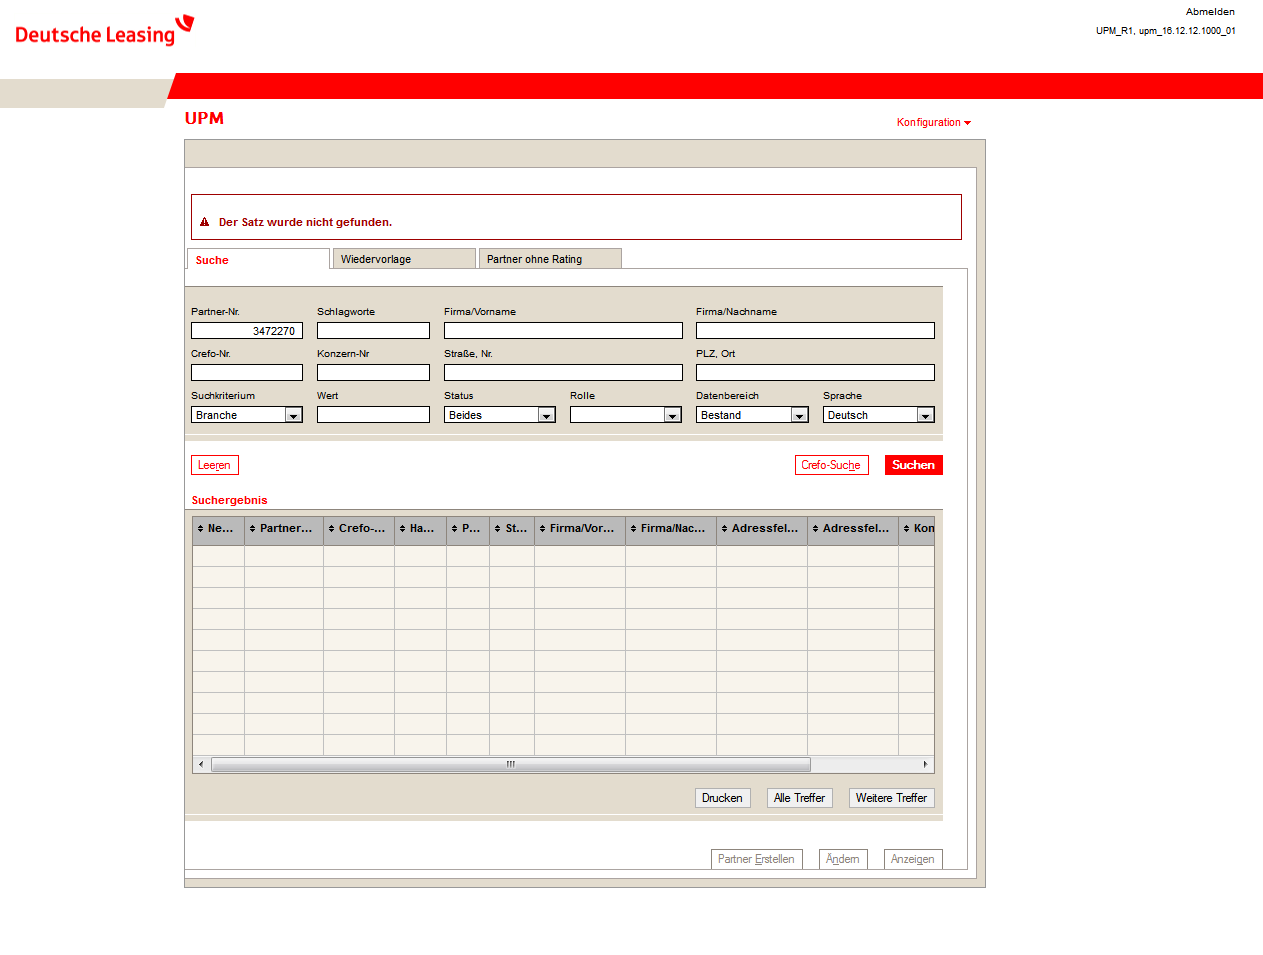 Deutsche Leasing
Abmelden
UPM_R1, upm_16.12.12.1000_01
UPM
Konfiguration
Der Satz wurde nicht gefunden.
Suche Wiedervorlage Partner ohne Rating
Partner-Nr. Schlagworte Firma/Vorname Firma/Nachname
3472270
Crefo-Nr. Konzern-Nr Straße, Nr. PLZ, Ort
Suchkriterium Wert Status Rolle Datenbereich Sprache
Branche Beides Bestand Deutsch
Leeren Crefo-Suche Suchen
Suchergebnis
Ne... Partner... Crefo-... Ha... P... St... Firma/Vor... Firma/Nac... Adressfel... Adressfel... Kon
Drucken Alle Treffer Weitere Treffer
Partner Erstellen Ändern Anzeigen